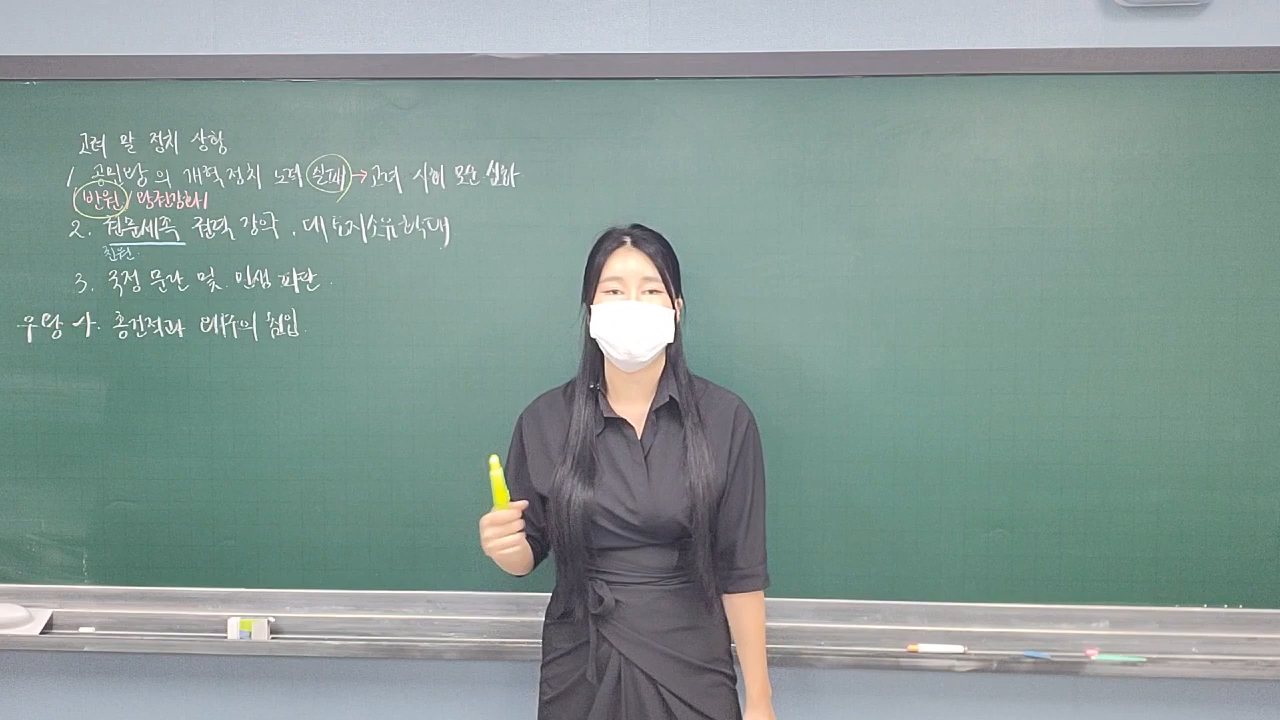 고려 말 정치 상황
1 공민왕의 개혁정치 노력 실패→고려 사회 모순 심화
반원, 왕권강화
2. 권문세족 권력 강악, 대토지소유 확대
친원
3. 국정 문란 및 민생 파탄.
우왕 4. 홍건적과 왜구의 침입.